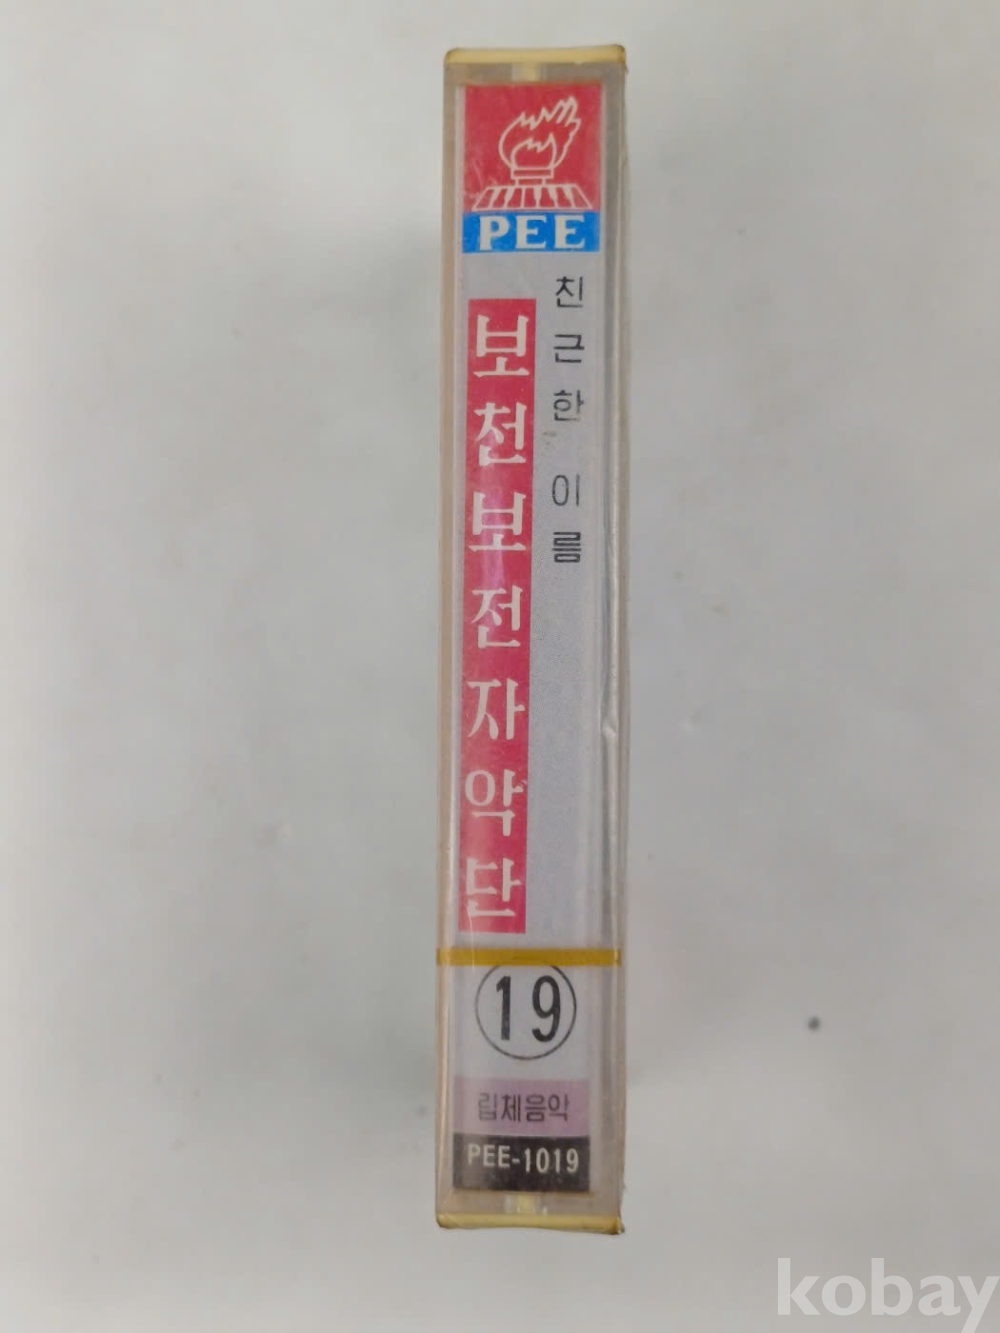 PEE
친근한 이름
보천보전자악단
19
립체음악
PEE-1019
kobay